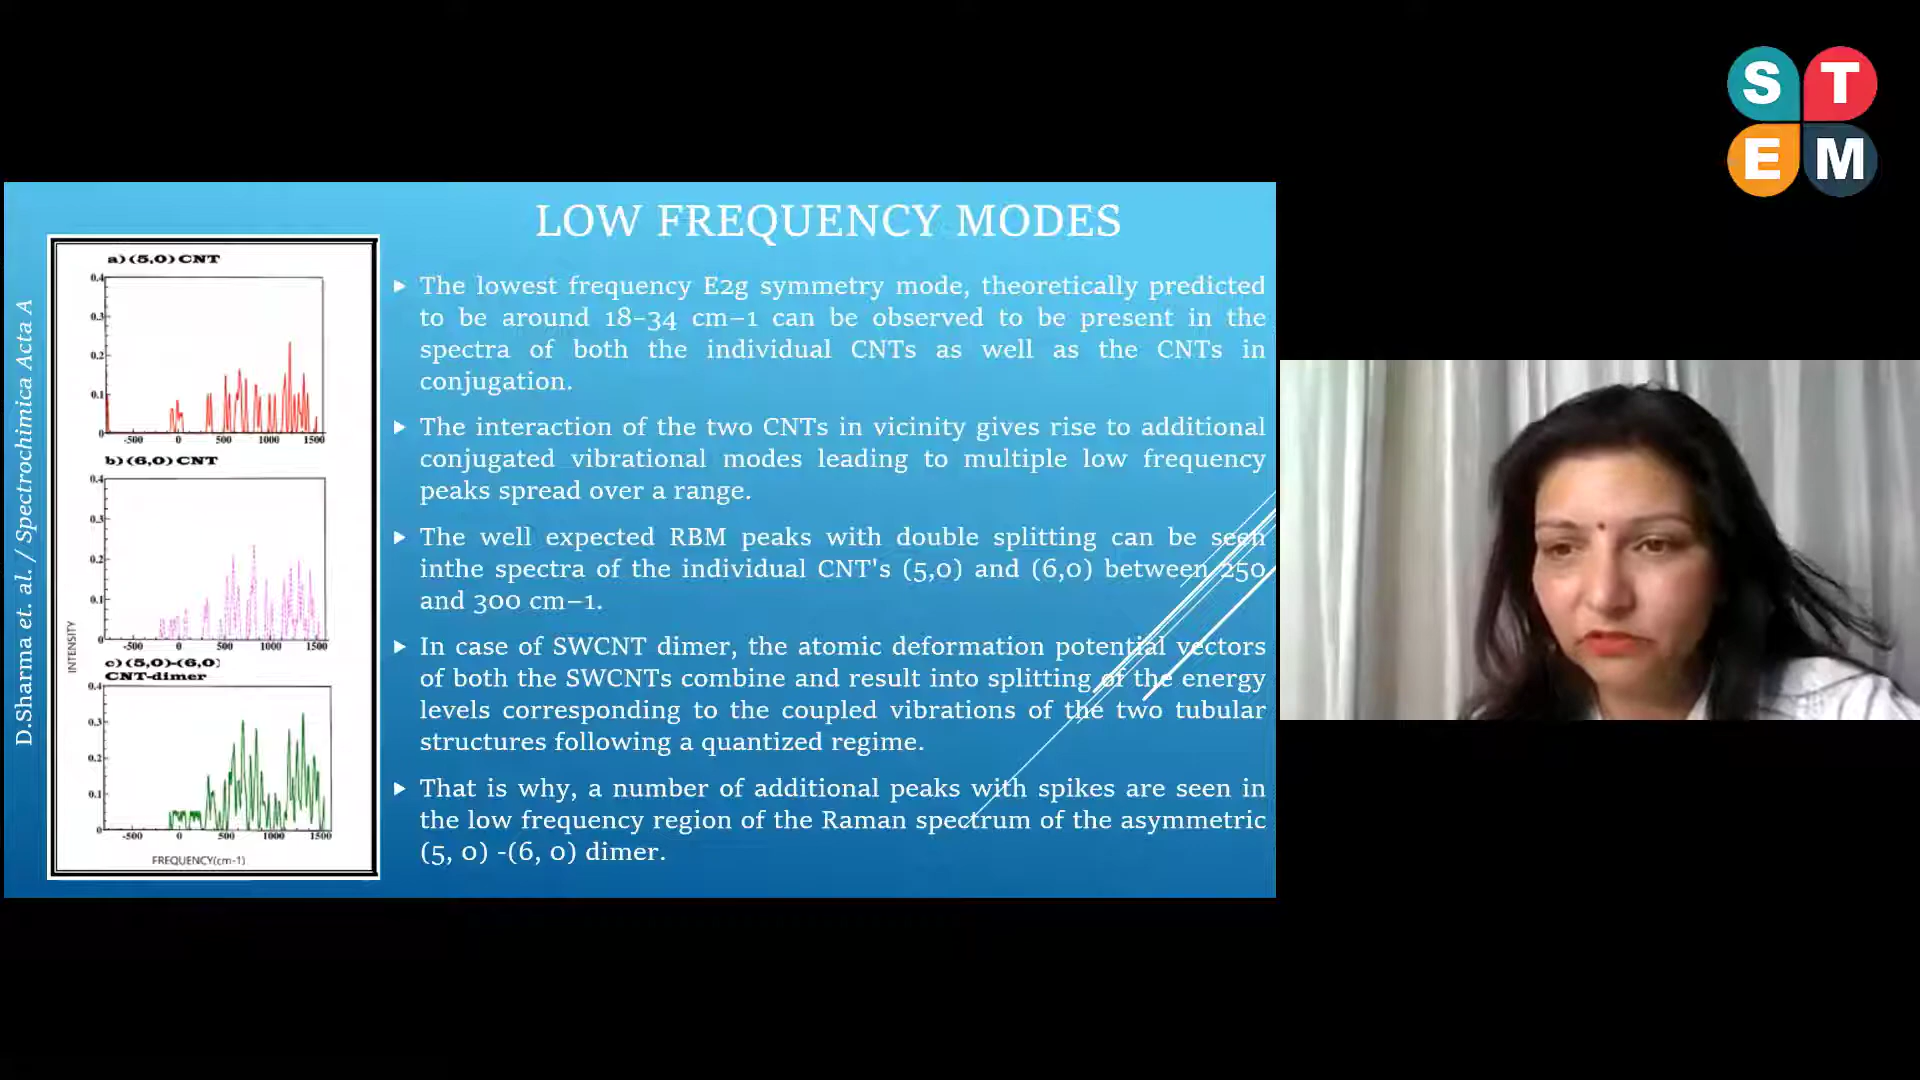 S T
E M
LOW FREQUENCY MODES
The lowest frequency E2g symmetry mode, theoretically predicted
to be around 18–34 cm−1 can be observed to be present in the
spectra of both the individual CNTs as well as the CNTs in
conjugation.
The interaction of the two CNTs in vicinity gives rise to additional
conjugated vibrational modes leading to multiple low frequency
peaks spread over a range.
The well expected RBM peaks with double splitting can be seen
inthe spectra of the individual CNT's (5,0) and (6,0) between 250
and 300 cm−1.
In case of SWCNT dimer, the atomic deformation potential vectors
of both the SWCNTs combine and result into splitting of the energy
levels corresponding to the coupled vibrations of the two tubular
structures following a quantized regime.
That is why, a number of additional peaks with spikes are seen in
the low frequency region of the Raman spectrum of the asymmetric
(5, 0) -(6, 0) dimer.
D.Sharma et. al. / Spectrochimica Acta A
a) (5,0) CNT
0.4
0.3
0.2
0.1
0
-500 0 500 1000 1500
b) (6,0) CNT
0.4
0.3
0.2
0.1
0
-500 0 500 1000 1500
INTENSITY
c) (5,0)-(6,0)
CNT-dimer
0.4
0.3
0.2
0.1
0
-500 0 500 1000 1500
FREQUENCY(cm-1)